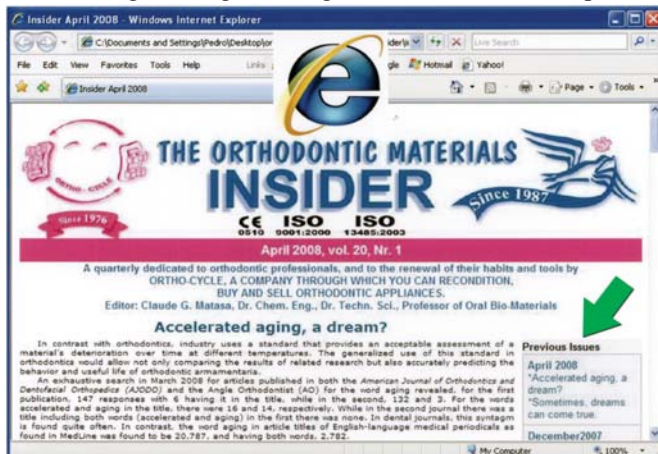 Insider April 2008 - Windows Internet Explorer
C:\Documents and Settings\Pedro\Desktop\or
ider\i
Live Search
File Edit View Favorites Tools Help
Links
gle
Hotmail
Yahoo!
Insider April 2008
Page
Tools
ORTHO - CYCLE
Since 1976
THE ORTHODONTIC MATERIALS
INSIDER
Since 1987
CE ISO ISO
0510 9001:2000 13485:2003
April 2008, vol. 20, Nr. 1
A quarterly dedicated to orthodontic professionals, and to the renewal of their habits and tools by
ORTHO-CYCLE, A COMPANY THROUGH WHICH YOU CAN RECONDITION,
BUY AND SELL ORTHODONTIC APPLIANCES.
Editor: Claude G. Matasa, Dr. Chem. Eng., Dr. Techn. Sci., Professor of Oral Bio-Materials
Accelerated aging, a dream?
In contrast with orthodontics, industry uses a standard that provides an acceptable assessment of a
material's deterioration over time at different temperatures. The generalized use of this standard in
orthodontics would allow not only comparing the results of related research but also accurately predicting the
behavior and useful life of orthodontic armamentaria.
An exhaustive search in March 2008 for articles published in both the American Journal of Orthodontics and
Dentofacial Orthopedics (AJODO) and the Angle Orthodontist (AO) for the word aging revealed, for the first
publication, 147 responses with 6 having it in the title, while in the second, 132 and 3. For the words
accelerated and aging in the title, there were 16 and 14, respectively. While in the second journal there was a
title including both words (accelerated and aging) in the first there was none. In dental journals, this syntagm
is found quite often. In contrast, the word aging in article titles of English-language medical periodicals as
found in MedLine was found to be 20.787, and having both words, 2.782.
Previous Issues
April 2008
*Accelerated aging, a
dream?
*Sometimes, dreams
can come true.
December2007
My Computer
100%